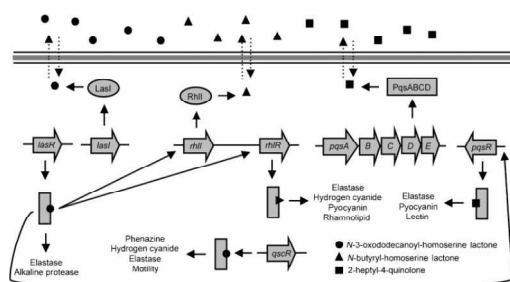 LasI
RhlI
PqsABCD
lasR
lasI
rhlI
rhlR
pqsA
B
C
D
E
pqsR
Elastase
Hydrogen cyanide
Pyocyanin
Rhamnolipid
Elastase
Pyocyanin
Lectin
Elastase
Alkaline protease
Phenazine
Hydrogen cyanide
Elastase
Motility
qscR
N-3-oxododecanoyl-homoserine lactone
N-butyryl-homoserine lactone
2-heptyl-4-quinolone